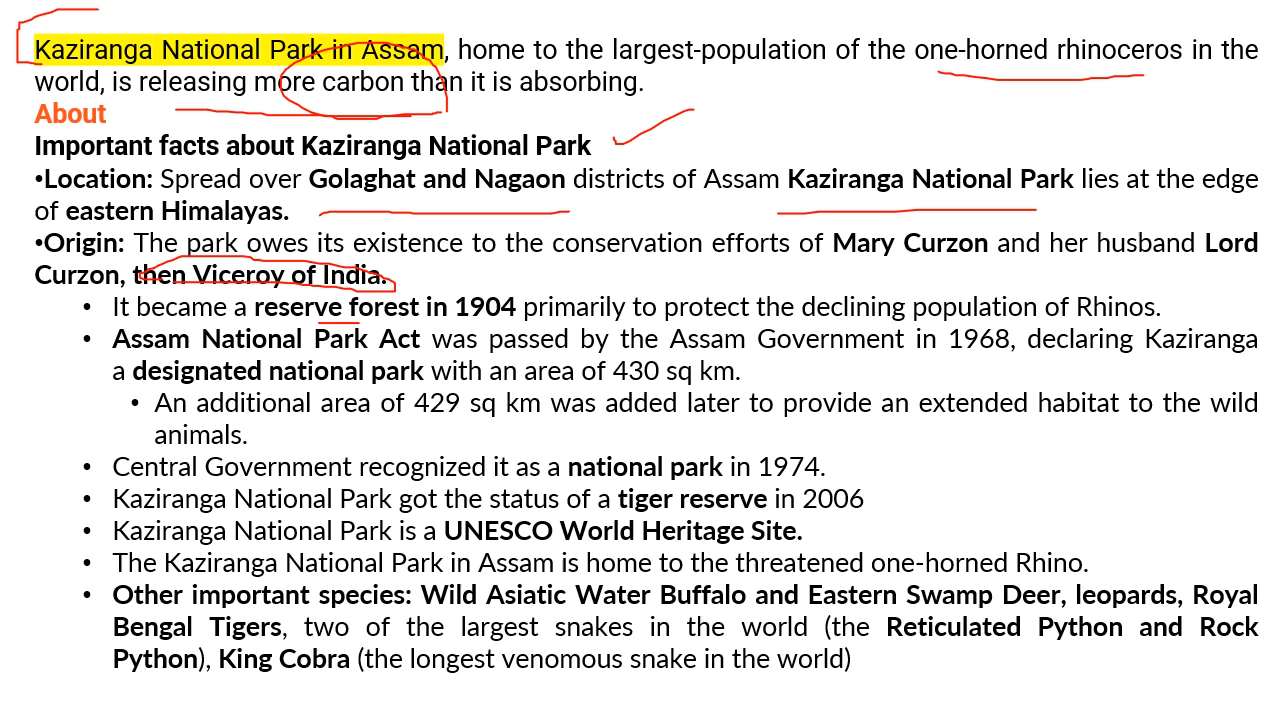 Kaziranga National Park in Assam, home to the largest-population of the one-horned rhinoceros in the
world, is releasing more carbon than it is absorbing.
About
Important facts about Kaziranga National Park
•Location: Spread over Golaghat and Nagaon districts of Assam Kaziranga National Park lies at the edge
of eastern Himalayas.
•Origin: The park owes its existence to the conservation efforts of Mary Curzon and her husband Lord
Curzon, then Viceroy of India.
• It became a reserve forest in 1904 primarily to protect the declining population of Rhinos.
• Assam National Park Act was passed by the Assam Government in 1968, declaring Kaziranga
a designated national park with an area of 430 sq km.
• An additional area of 429 sq km was added later to provide an extended habitat to the wild
animals.
• Central Government recognized it as a national park in 1974.
• Kaziranga National Park got the status of a tiger reserve in 2006
• Kaziranga National Park is a UNESCO World Heritage Site.
• The Kaziranga National Park in Assam is home to the threatened one-horned Rhino.
• Other important species: Wild Asiatic Water Buffalo and Eastern Swamp Deer, leopards, Royal
Bengal Tigers, two of the largest snakes in the world (the Reticulated Python and Rock
Python), King Cobra (the longest venomous snake in the world)